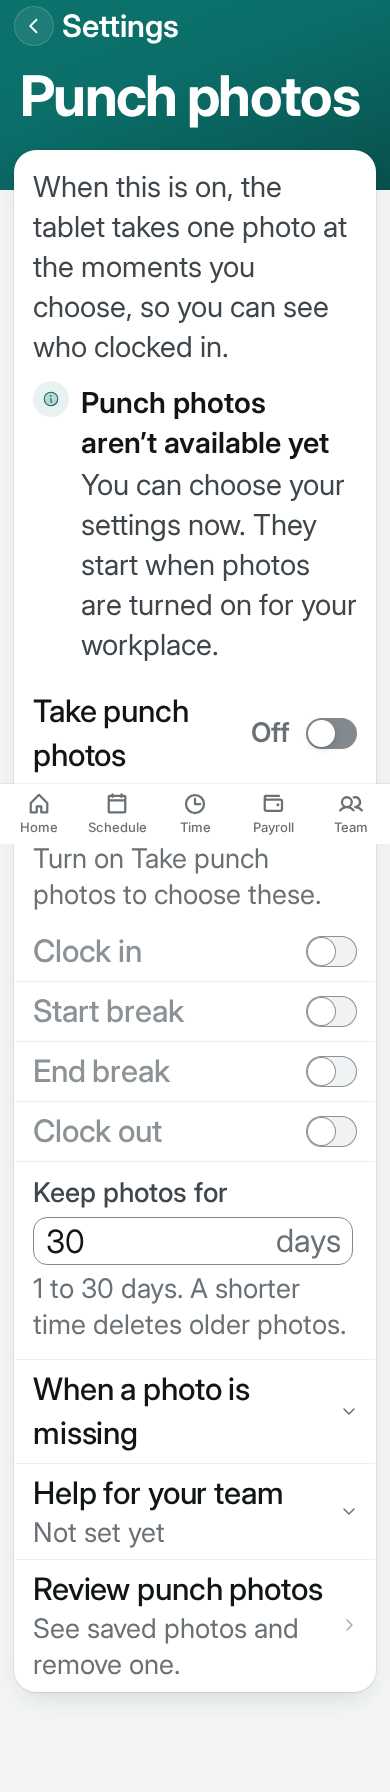 Settings
Punch photos
When this is on, the
tablet takes one photo at
the moments you
choose, so you can see
who clocked in.
Punch photos
aren’t available yet
You can choose your
settings now. They
start when photos
are turned on for your
workplace.
Take punch
photos
Off
Home
Schedule
Time
Payroll
Team
Turn on Take punch
photos to choose these.
Clock in
Start break
End break
Clock out
Keep photos for
30 days
1 to 30 days. A shorter
time deletes older photos.
When a photo is
missing
Help for your team
Not set yet
Review punch photos
See saved photos and
remove one.